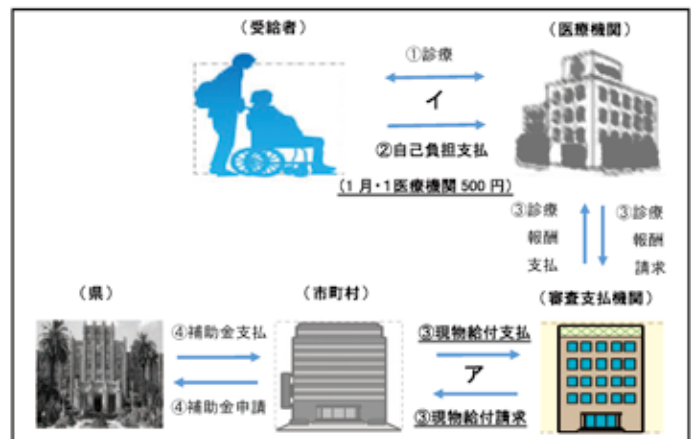 （受給者）
（医療機関）
①診療
イ
②自己負担支払
（1月・1医療機関 500 円）
③診療
報酬
支払
③診療
報酬
請求
（県）
（市町村）
（審査支払機関）
④補助金支払
④補助金申請
③現物給付支払
ア
③現物給付請求